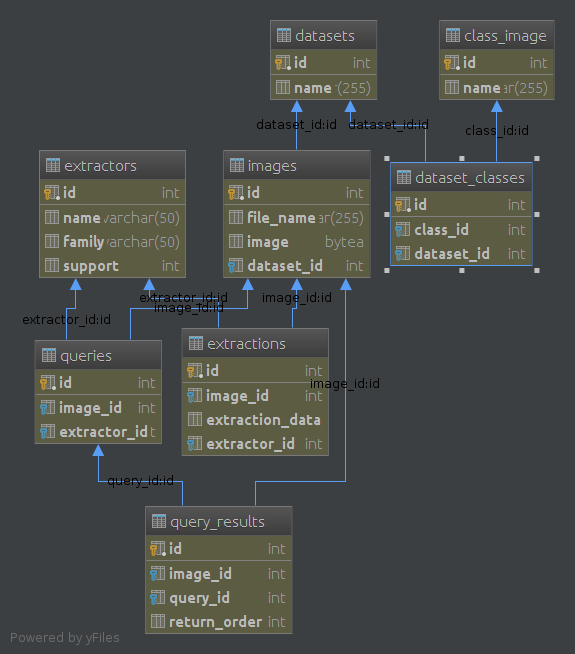 datasets
id int
name (255)
class_image
id int
name ar(255)
dataset_id:id
dataset_id:id
class_id:id
extractors
id int
name varchar(50)
family varchar(50)
support int
images
id int
file_name ar(255)
image bytea
dataset_id int
dataset_classes
id int
class_id int
dataset_id int
extractor_id:id
image_id:id
image_id:id
extractor_id:id
queries
id int
image_id int
extractor_id t
extractions
id int
image_id int
extraction_data
extractor_id int
image_id:id
query_id:id
query_results
id int
image_id int
query_id int
return_order int
Powered by yFiles